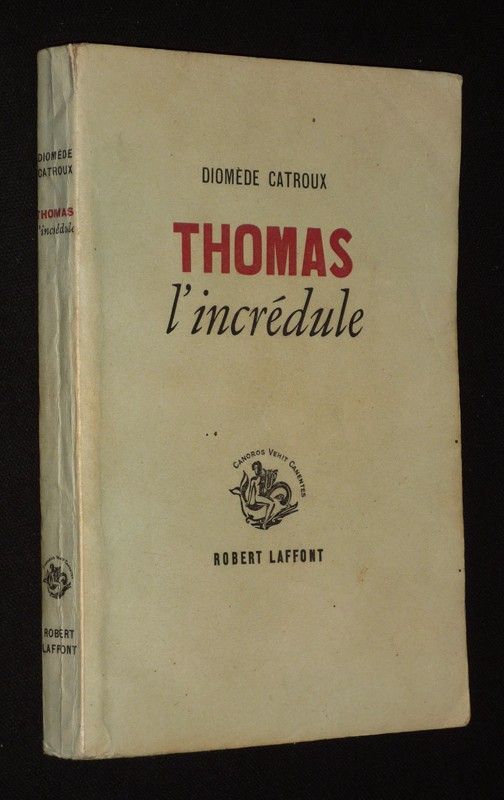 DIOMÈDE CATROUX
THOMAS
l'incrédule
CANOROS VEHIT CANENTES
ROBERT LAFFONT
DIOMÈDE
CATROUX
THOMAS
l'incrédule
ROBERT
LAFFONT